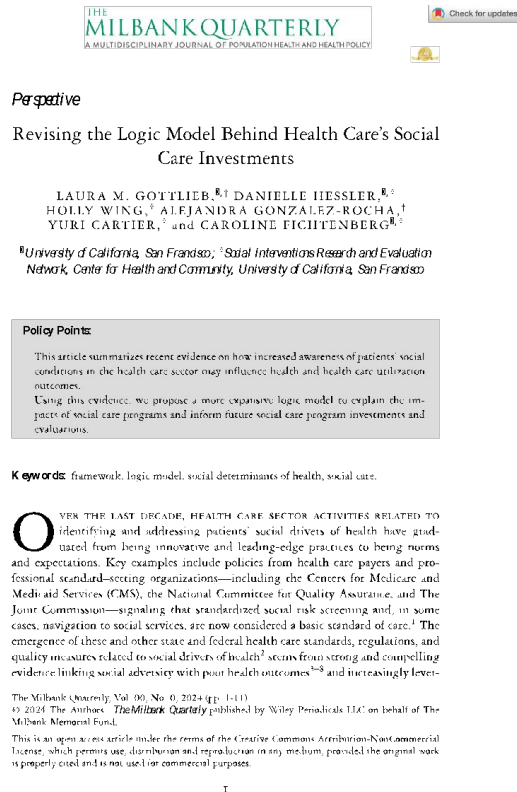 Check for updates
THE
MILBANK QUARTERLY
A MULTIDISCIPLINARY JOURNAL OF POPULATION HEALTH AND HEALTH POLICY
Perspective
Revising the Logic Model Behind Health Care's Social
Care Investments
LAURA M. GOTTLIEB,*,† DANIELLE HESSLER,*,†
HOLLY WING,† ALEJANDRA GONZALEZ-ROCHA,†
YURI CARTIER,† and CAROLINE FICHTENBERG*,†
*University of California, San Francisco; †Social Interventions Research and Evaluation
Network, Center for Health and Community, University of California, San Francisco
Policy Points:
This article summarizes recent evidence on how increased awareness of patients' social
conditions in the health care sector may influence health and health care utilization
outcomes.
Using this evidence, we propose a more expansive logic model to explain the im-
pacts of social care programs and inform future social care program investments and
evaluations.
Keywords: framework, logic model, social determinants of health, social care.
OVER THE LAST DECADE, HEALTH CARE SECTOR ACTIVITIES RELATED TO
identifying and addressing patients' social drivers of health have grad-
uated from being innovative and leading-edge practices to being norms
and expectations. Key examples include policies from health care payers and pro-
fessional standard–setting organizations—including the Centers for Medicare and
Medicaid Services (CMS), the National Committee for Quality Assurance, and The
Joint Commission—signaling that standardized social risk screening and, in some
cases, navigation to social services, are now considered a basic standard of care.1 The
emergence of these and other state and federal health care standards, regulations, and
quality measures related to social drivers of health2 stems from strong and compelling
evidence linking social adversity with poor health outcomes3–8 and increasingly lever-
The Milbank Quarterly, Vol. 00, No. 0, 2024 (pp. 1-11)
© 2024 The Authors. The Milbank Quarterly published by Wiley Periodicals LLC on behalf of The
Milbank Memorial Fund.
This is an open access article under the terms of the Creative Commons Attribution-NonCommercial
License, which permits use, distribution and reproduction in any medium, provided the original work
is properly cited and is not used for commercial purposes.
1